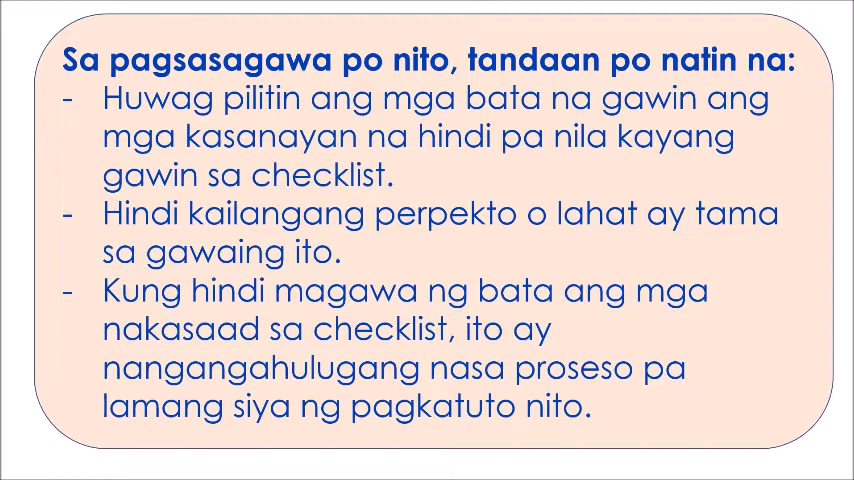 Sa pagsasagawa po nito, tandaan po natin na:
- Huwag pilitin ang mga bata na gawin ang
mga kasanayan na hindi pa nila kayang
gawin sa checklist.
- Hindi kailangang perpekto o lahat ay tama
sa gawaing ito.
- Kung hindi magawa ng bata ang mga
nakasaad sa checklist, ito ay
nangangahulugang nasa proseso pa
lamang siya ng pagkatuto nito.